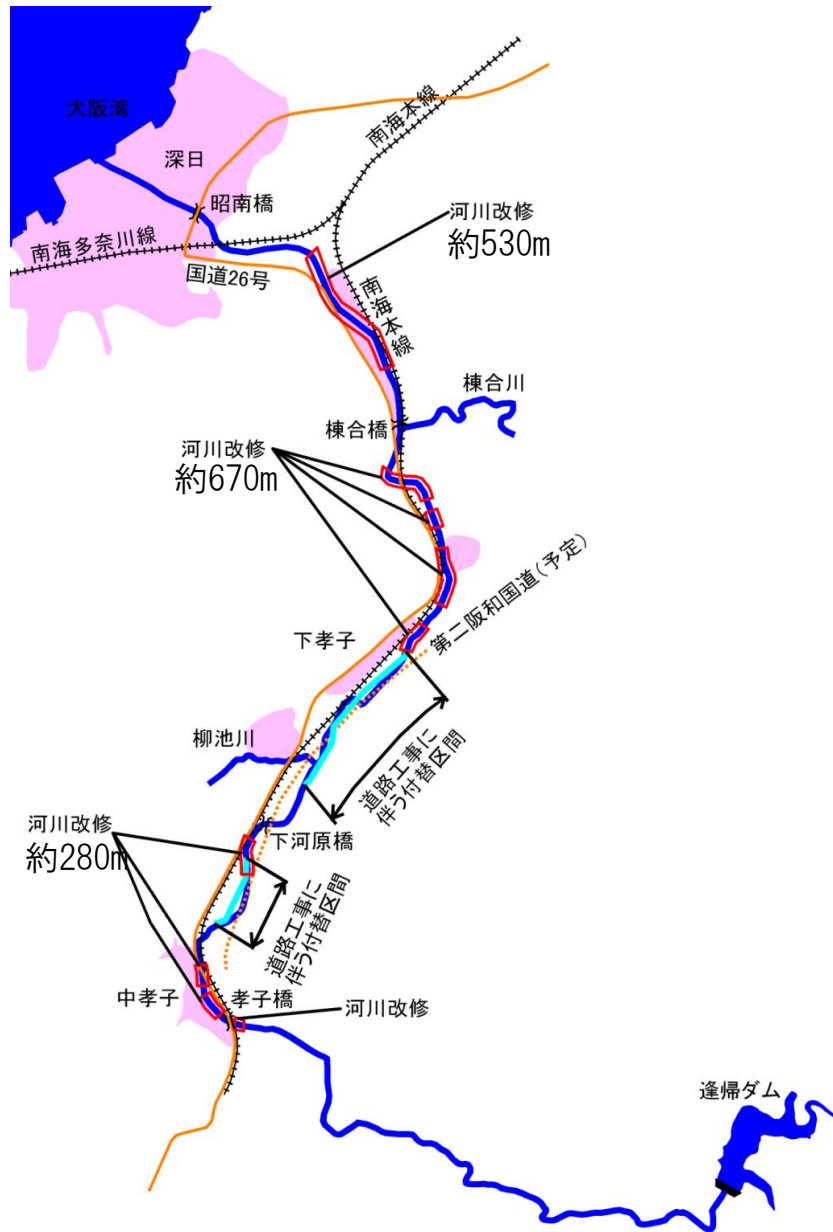 大阪湾
深日
南海本線
昭南橋
河川改修
約530m
南海多奈川線
国道26号
南海本線
棟合川
棟合橋
河川改修
約670m
第二阪和国道(予定)
下孝子
柳池川
道路工事に
伴う付替区間
河川改修
約280m
下河原橋
道路工事に
伴う付替区間
中孝子
孝子橋
河川改修
逢帰ダム